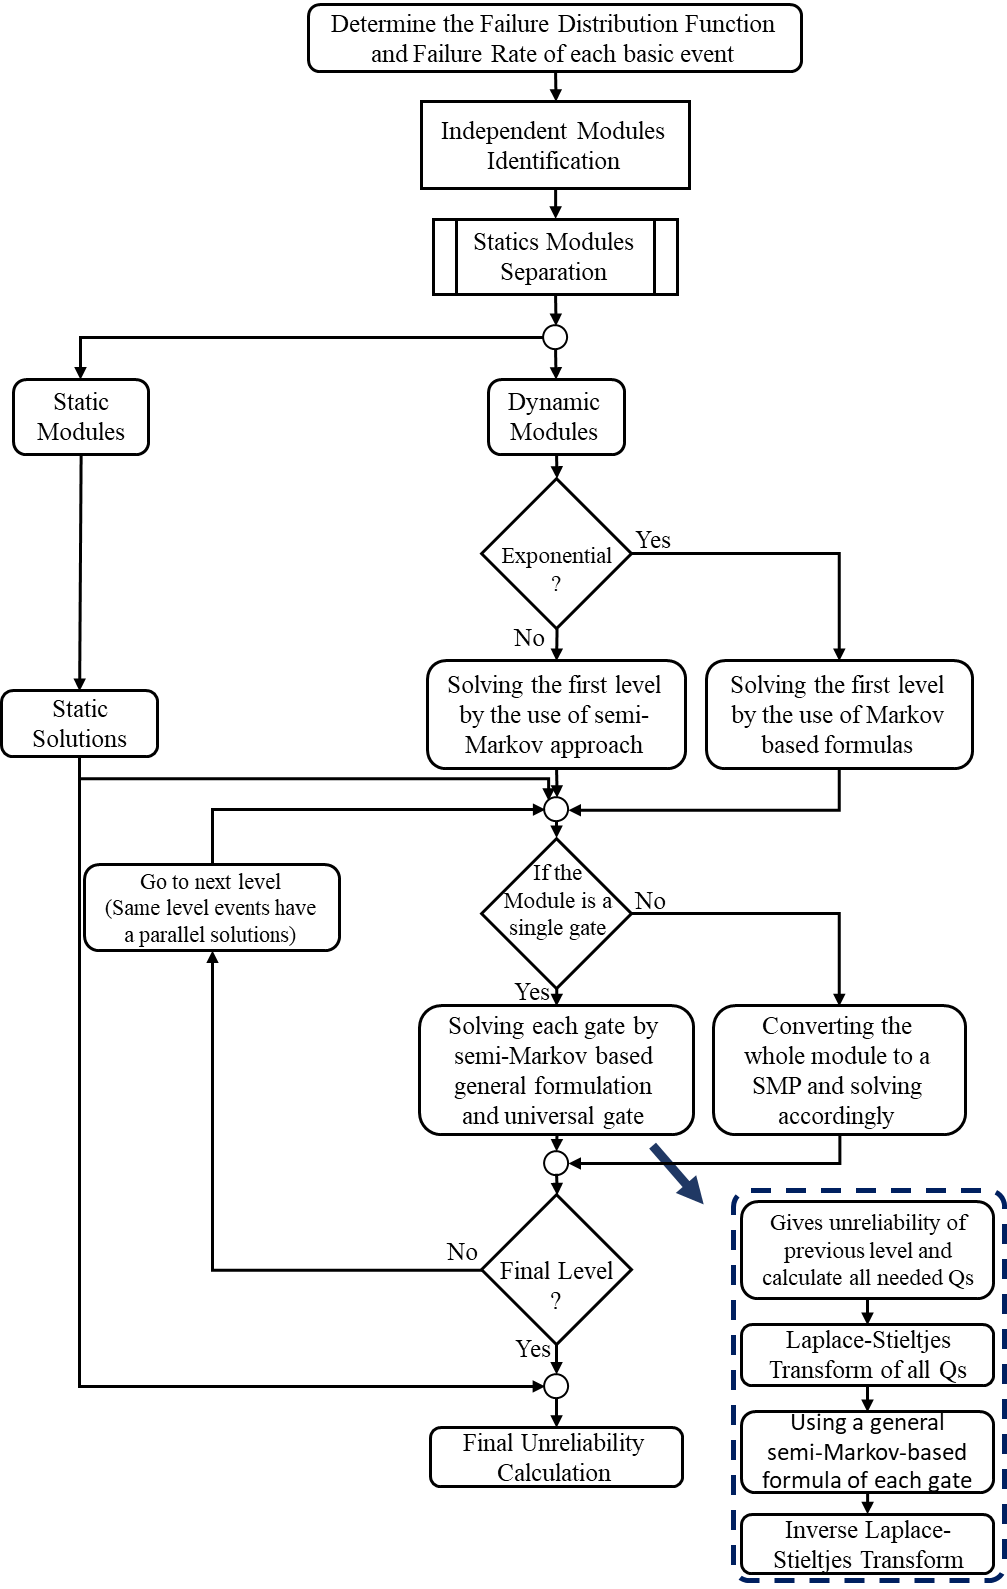 Determine the Failure Distribution Function
and Failure Rate of each basic event
Independent Modules
Identification
Statics Modules
Separation
Static
Modules
Dynamic
Modules
Exponential
?
Yes
No
Static
Solutions
Solving the first level
by the use of semi-
Markov approach
Solving the first level
by the use of Markov
based formulas
Go to next level
(Same level events have
a parallel solutions)
If the
Module is a
single gate
No
Yes
Solving each gate by
semi-Markov based
general formulation
and universal gate
Converting the
whole module to a
SMP and solving
accordingly
No
Final Level
?
Yes
Final Unreliability
Calculation
Gives unreliability of
previous level and
calculate all needed Qs
Laplace-Stieltjes
Transform of all Qs
Using a general
semi-Markov-based
formula of each gate
Inverse Laplace-
Stieltjes Transform